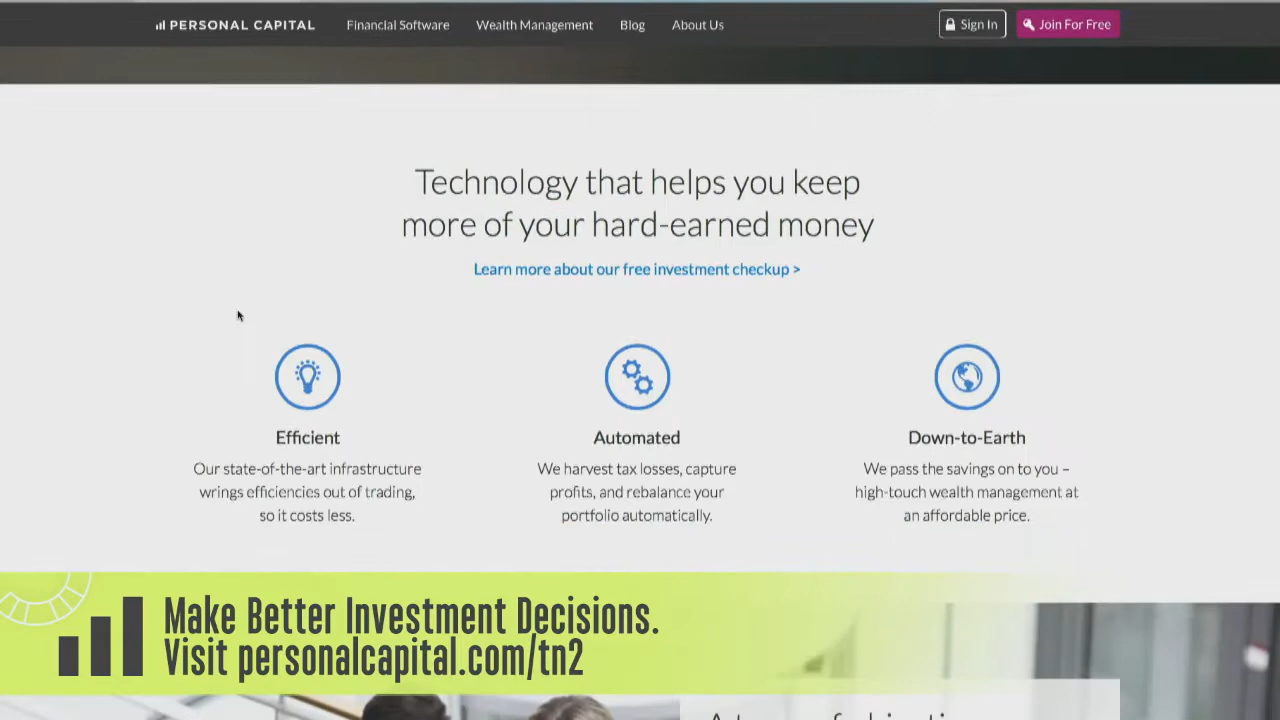 PERSONAL CAPITAL Financial Software Wealth Management Blog About Us Sign In Join For Free
Technology that helps you keep
more of your hard-earned money
Learn more about our free investment checkup >
Efficient
Our state-of-the-art infrastructure
wrings efficiencies out of trading,
so it costs less.
Automated
We harvest tax losses, capture
profits, and rebalance your
portfolio automatically.
Down-to-Earth
We pass the savings on to you –
high-touch wealth management at
an affordable price.
Make Better Investment Decisions.
Visit personalcapital.com/tn2